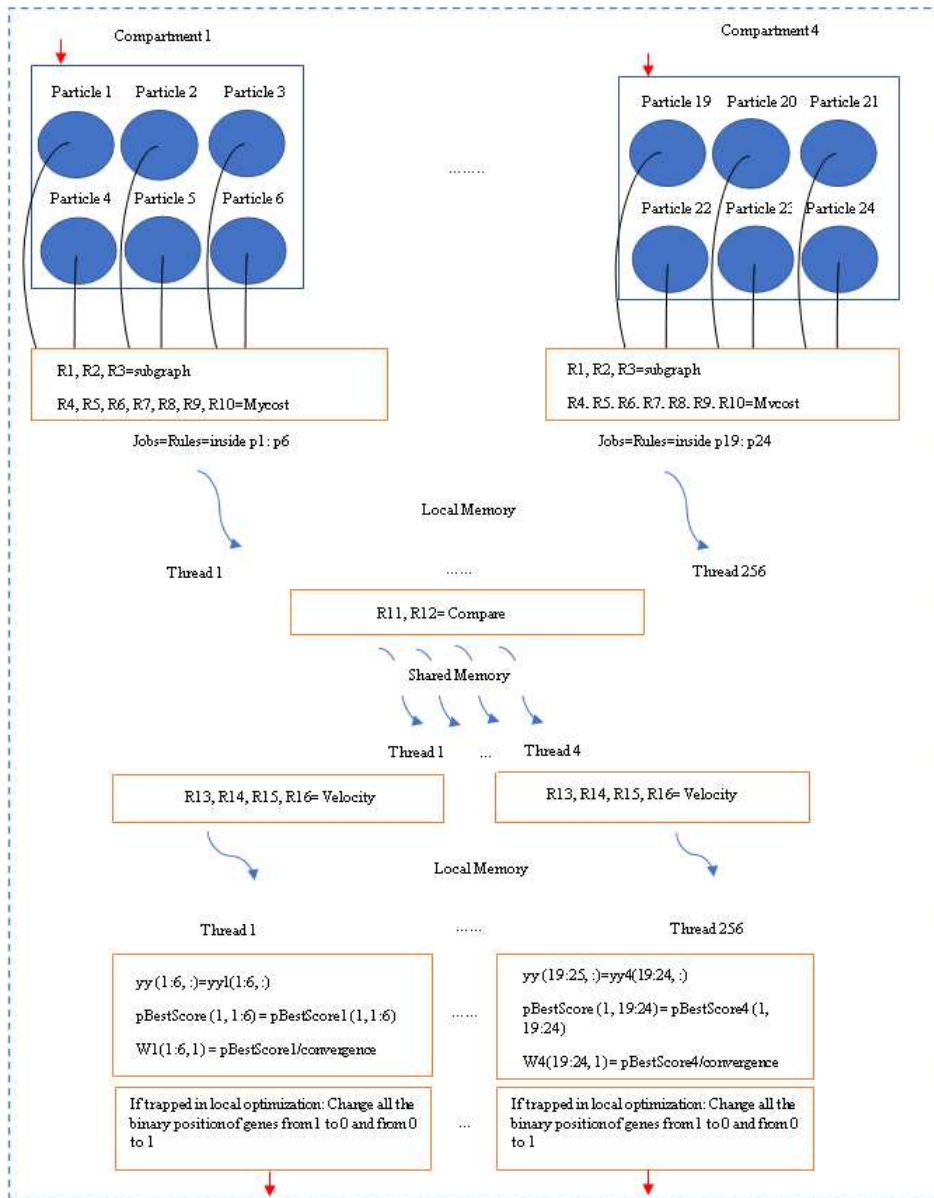 Compartment 1
Compartment 4
Particle 1 Particle 2 Particle 3
Particle 19 Particle 20 Particle 21
........
Particle 4 Particle 5 Particle 6
Particle 22 Particle 23 Particle 24
R1, R2, R3=subgraph
R4, R5, R6, R7, R8, R9, R10=Mycost
R1, R2, R3=subgraph
R4. R5. R6. R7. R8. R9. R10=Mvcost
Jobs=Rules=inside p1: p6
Jobs=Rules=inside p19: p24
Local Memory
Thread 1
......
Thread 256
R11, R12= Compare
Shared Memory
Thread 1 ... Thread 4
R13, R14, R15, R16= Velocity
R13, R14, R15, R16= Velocity
Local Memory
Thread 1
......
Thread 256
yy (1:6, :)=yy1(1:6, :)
pBestScore (1, 1:6) = pBestScore1 (1, 1:6)
W1(1:6, 1) = pBestScore1/convergence
......
yy (19:25, :)=yy4(19:24, :)
pBestScore (1, 19:24)= pBestScore4 (1,
19:24)
W4(19:24, 1)= pBestScore4/convergence
If trapped in local optimization: Change all the
binary position of genes from 1 to 0 and from 0
to 1
...
If trapped in local optimization: Change all the
binary position of genes from 1 to 0 and from 0
to 1